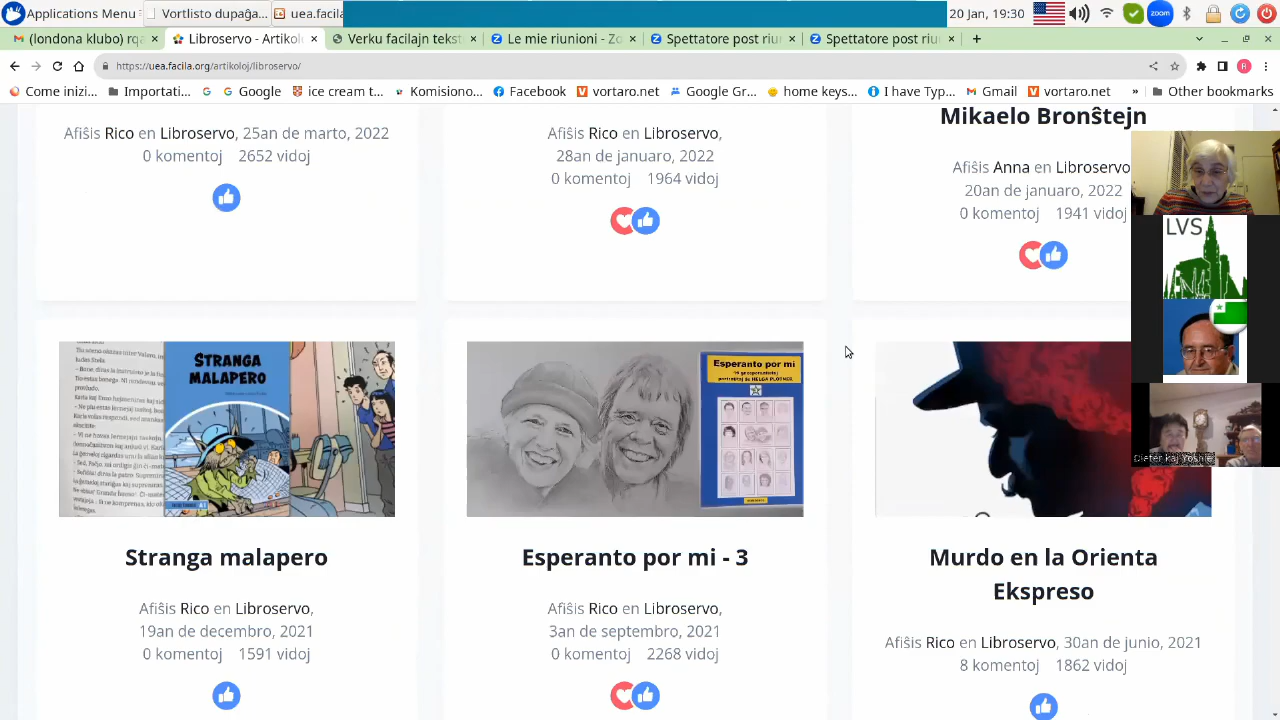 Applications Menu
Vortlisto dupaĝa...
uea.facila
20 Jan, 19:30
zoom
(londona klubo) rqa
Libroservo - Artikol
Verku facilajn tekst
Le mie riunioni - Zo
Spettatore post riun
Spettatore post riun
https://uea.facila.org/artikoloj/libroservo/
R
Come inizi...
Importati...
Google
ice cream t...
Komisiono...
Facebook
vortaro.net
Google Gr...
home keys...
I have Typ...
Gmail
vortaro.net
»
Other bookmarks
Afiŝis Rico en Libroservo, 25an de marto, 2022
0 komentoj 2652 vidoj
Afiŝis Rico en Libroservo,
28an de januaro, 2022
0 komentoj 1964 vidoj
Mikaelo Bronŝtejn
Afiŝis Anna en Libroservo
20an de januaro, 2022
0 komentoj 1941 vidoj
LVS
Dieter kaj Yoshie
STRANGA
MALAPERO
Esperanto por mi
Stranga malapero
Afiŝis Rico en Libroservo,
19an de decembro, 2021
0 komentoj 1591 vidoj
Esperanto por mi - 3
Afiŝis Rico en Libroservo,
3an de septembro, 2021
0 komentoj 2268 vidoj
Murdo en la Orienta
Ekspreso
Afiŝis Rico en Libroservo, 30an de junio, 2021
8 komentoj 1862 vidoj